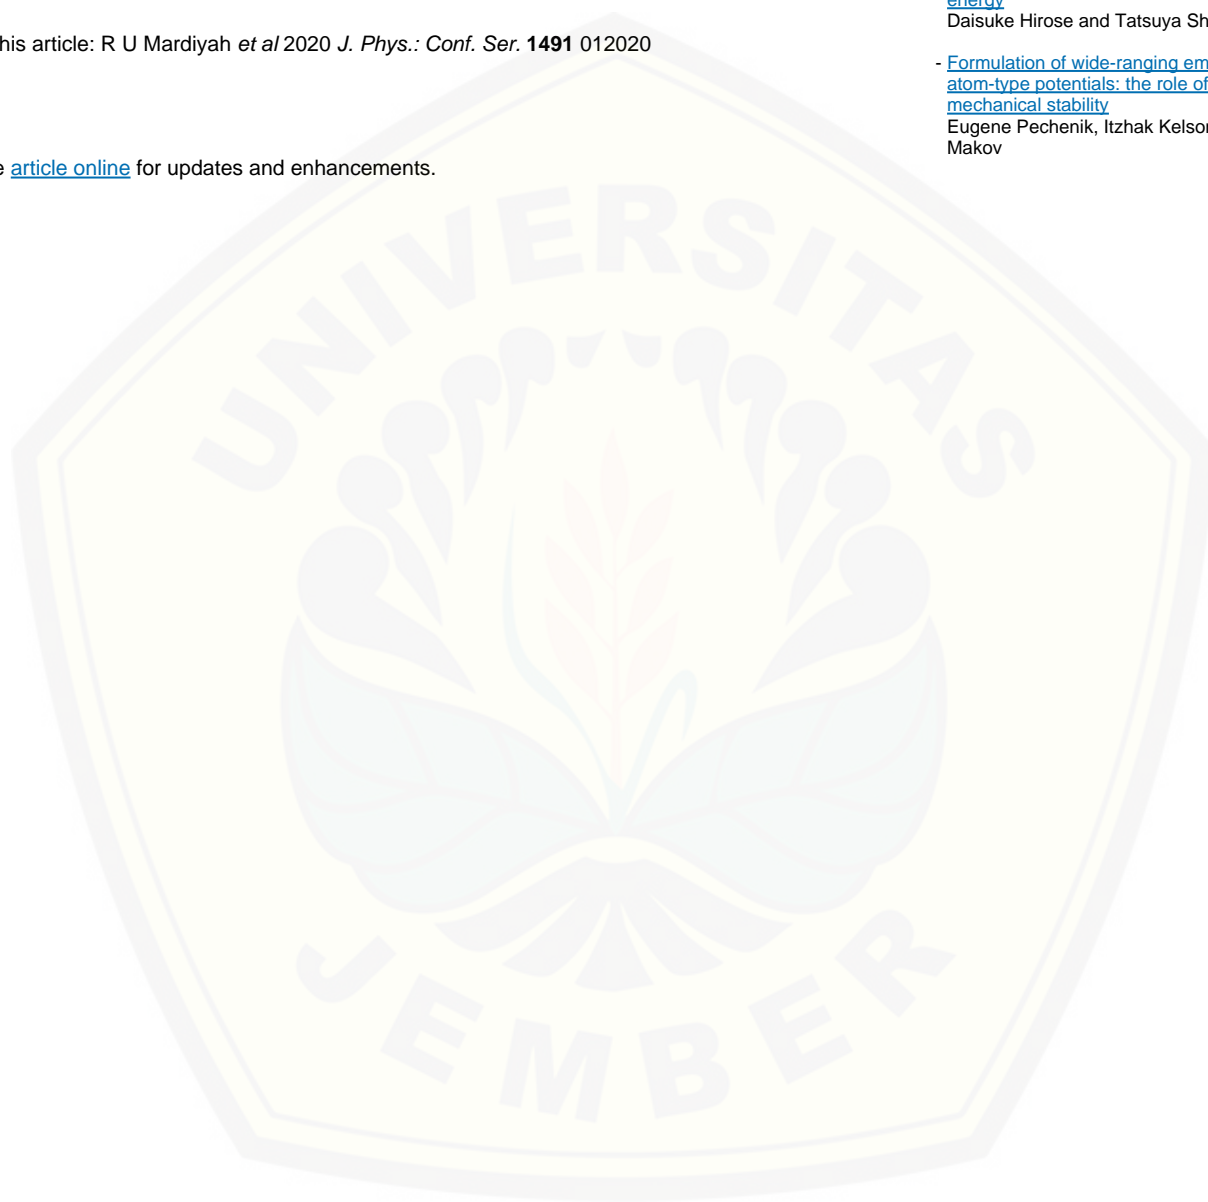 his article: R U Mardiyah et al 2020 J. Phys.: Conf. Ser. 1491 012020
article online for updates and enhancements.
energy
Daisuke Hirose and Tatsuya Sh
- Formulation of wide-ranging em
atom-type potentials: the role of
mechanical stability
Eugene Pechenik, Itzhak Kelson
Makov
UNIVERSITAS
JEMBER